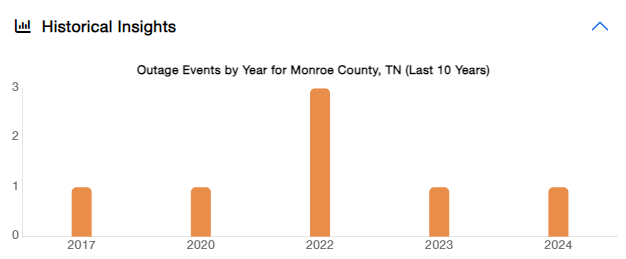 Historical Insights
Outage Events by Year for Monroe County, TN (Last 10 Years)
3
2
1
0
2017 2020 2022 2023 2024